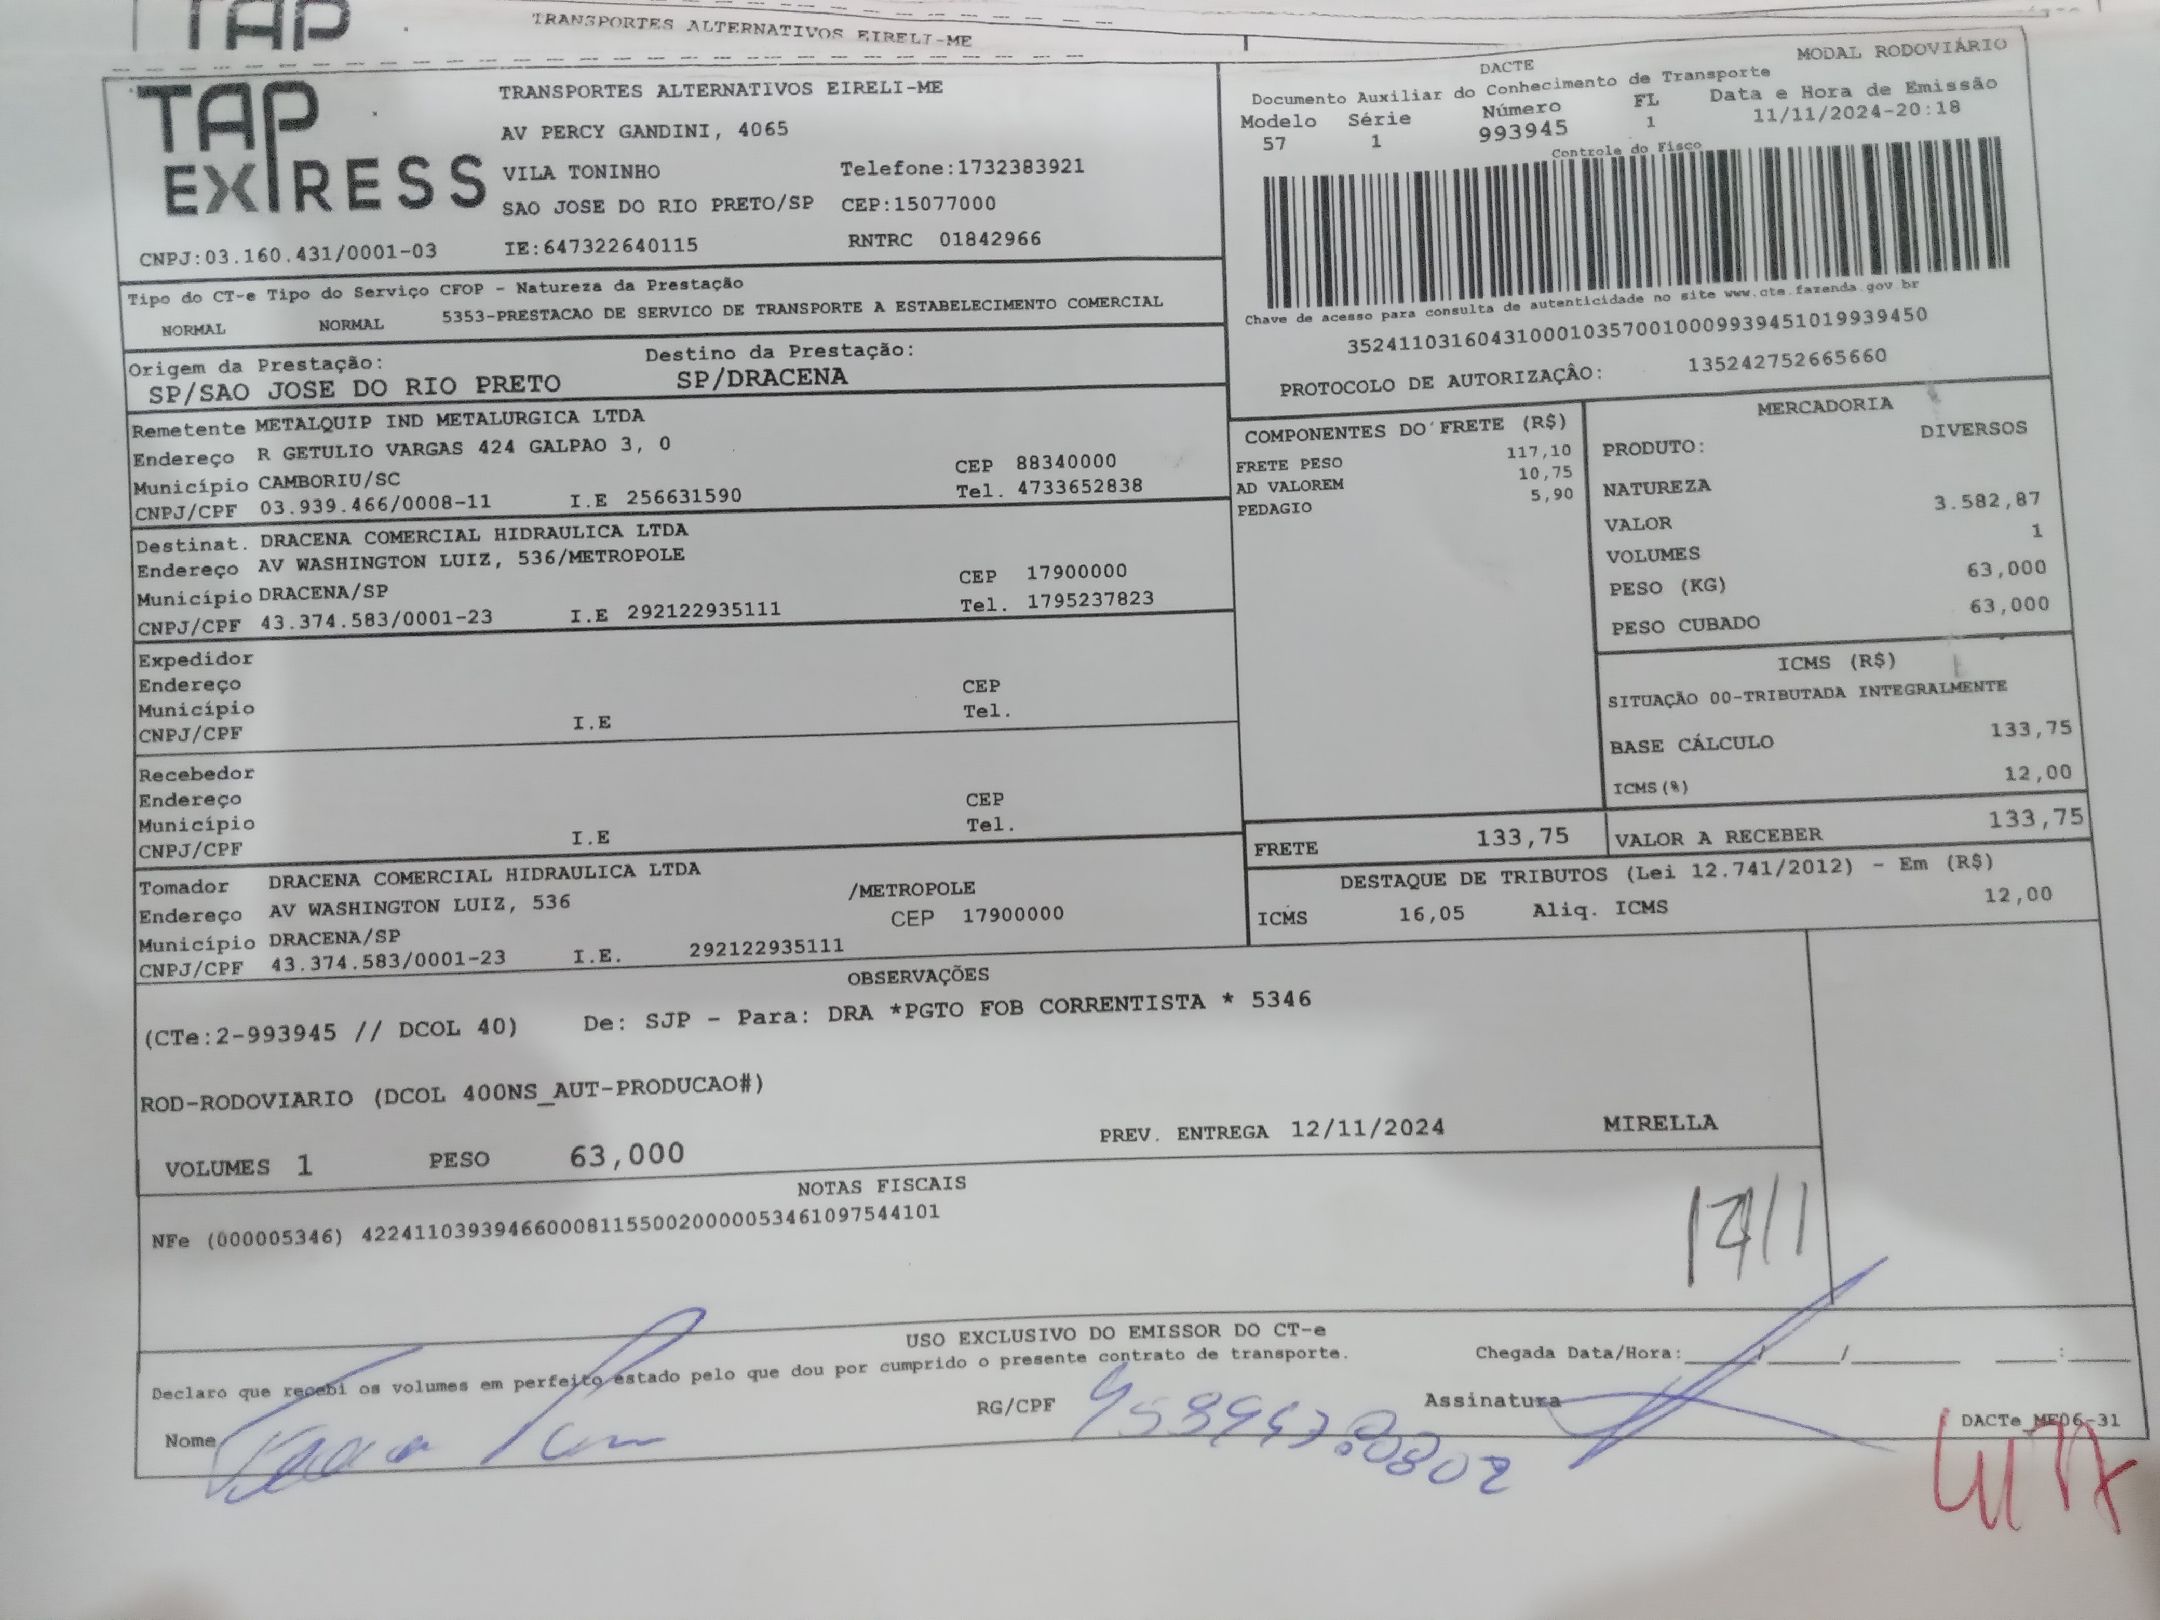 TAP
TRANSPORTES ALTERNATIVOS EIRELI-ME
TAP EXPRESS
TRANSPORTES ALTERNATIVOS EIRELI-ME
AV PERCY GANDINI, 4065
VILA TONINHO Telefone:1732383921
SAO JOSE DO RIO PRETO/SP CEP:15077000
CNPJ:03.160.431/0001-03 IE:647322640115 RNTRC 01842966
DACTE MODAL RODOVIÁRIO
Documento Auxiliar do Conhecimento de Transporte
Modelo Série Número FL Data e Hora de Emissão
57 1 993945 1 11/11/2024-20:18
Controle do Fisco
Chave de acesso para consulta de autenticidade no site www.cte.fazenda.gov.br
35241103160431000103570010009939451019939450
PROTOCOLO DE AUTORIZAÇÃO: 135242752665660
Tipo do CT-e Tipo do Serviço CFOP - Natureza da Prestação
NORMAL NORMAL 5353-PRESTACAO DE SERVICO DE TRANSPORTE A ESTABELECIMENTO COMERCIAL
Origem da Prestação: Destino da Prestação:
SP/SAO JOSE DO RIO PRETO SP/DRACENA
Remetente METALQUIP IND METALURGICA LTDA
Endereço R GETULIO VARGAS 424 GALPAO 3, 0
Município CAMBORIU/SC CEP 88340000
CNPJ/CPF 03.939.466/0008-11 I.E 256631590 Tel. 4733652838
Destinat. DRACENA COMERCIAL HIDRAULICA LTDA
Endereço AV WASHINGTON LUIZ, 536/METROPOLE
Município DRACENA/SP CEP 17900000
CNPJ/CPF 43.374.583/0001-23 I.E 292122935111 Tel. 1795237823
Expedidor
Endereço CEP
Município Tel.
CNPJ/CPF I.E
Recebedor
Endereço CEP
Município Tel.
CNPJ/CPF I.E
Tomador DRACENA COMERCIAL HIDRAULICA LTDA
Endereço AV WASHINGTON LUIZ, 536 /METROPOLE
Município DRACENA/SP CEP 17900000
CNPJ/CPF 43.374.583/0001-23 I.E. 292122935111
COMPONENTES DO FRETE (R$)
FRETE PESO 117,10
AD VALOREM 10,75
PEDAGIO 5,90
MERCADORIA
PRODUTO: DIVERSOS
NATUREZA
VALOR 3.582,87
VOLUMES 1
PESO (KG) 63,000
PESO CUBADO 63,000
ICMS (R$)
SITUAÇÃO 00-TRIBUTADA INTEGRALMENTE
BASE CÁLCULO 133,75
ICMS(%) 12,00
FRETE 133,75 VALOR A RECEBER 133,75
DESTAQUE DE TRIBUTOS (Lei 12.741/2012) - Em (R$)
ICMS 16,05 Aliq. ICMS 12,00
OBSERVAÇÕES
(CTe:2-993945 // DCOL 40) De: SJP - Para: DRA *PGTO FOB CORRENTISTA * 5346
ROD-RODOVIARIO (DCOL 400NS_AUT-PRODUCAO#)
VOLUMES 1 PESO 63,000 PREV. ENTREGA 12/11/2024 MIRELLA
NOTAS FISCAIS
NFe (000005346) 42241103939466000811550020000053461097544101
USO EXCLUSIVO DO EMISSOR DO CT-e
Declaro que recebi os volumes em perfeito estado pelo que dou por cumprido o presente contrato de transporte.
Chegada Data/Hora:____/____/________ ____:____
Nome RG/CPF Assinatura
DACTe MF06-31